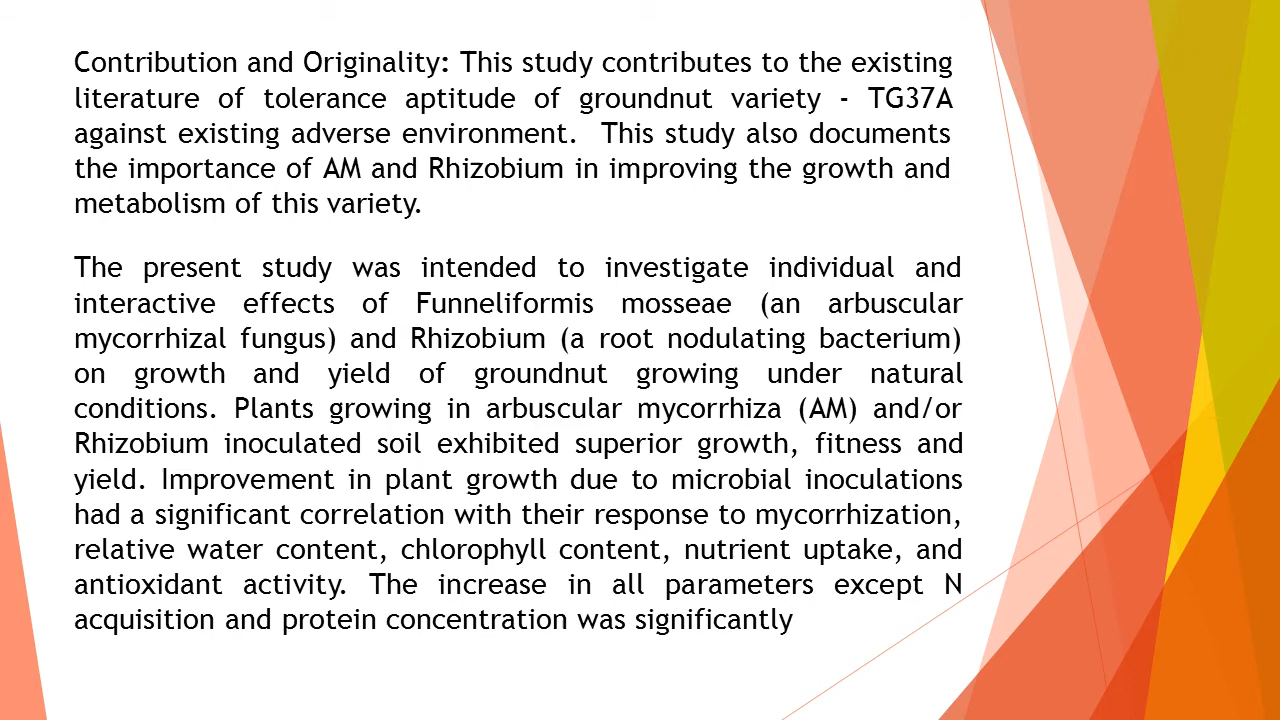 Contribution and Originality: This study contributes to the existing
literature of tolerance aptitude of groundnut variety - TG37A
against existing adverse environment. This study also documents
the importance of AM and Rhizobium in improving the growth and
metabolism of this variety.
The present study was intended to investigate individual and
interactive effects of Funneliformis mosseae (an arbuscular
mycorrhizal fungus) and Rhizobium (a root nodulating bacterium)
on growth and yield of groundnut growing under natural
conditions. Plants growing in arbuscular mycorrhiza (AM) and/or
Rhizobium inoculated soil exhibited superior growth, fitness and
yield. Improvement in plant growth due to microbial inoculations
had a significant correlation with their response to mycorrhization,
relative water content, chlorophyll content, nutrient uptake, and
antioxidant activity. The increase in all parameters except N
acquisition and protein concentration was significantly